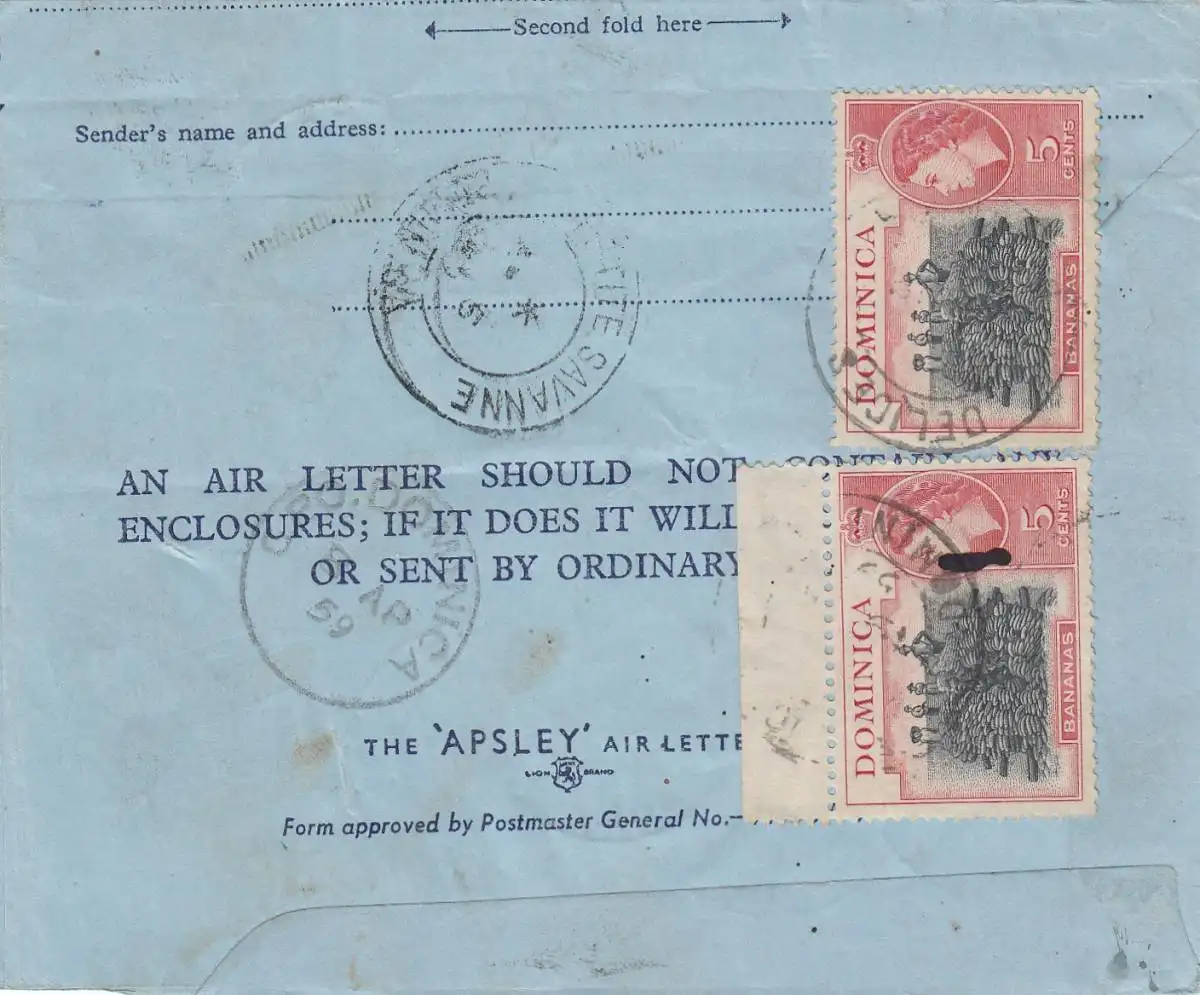 Second fold here
Sender's name and address:
5 CENTS
DOMINICA
BANANAS
PETITE SAVANNE
DELICES
AN AIR LETTER SHOULD NOT
ENCLOSURES; IF IT DOES IT WILL
OR SENT BY ORDINARY
5 CENTS
DOMINICA
BANANAS
G.P.O. DOMINICA
AP
59
THE 'APSLEY' AIR LETTE
LION BRAND
Form approved by Postmaster General No.—